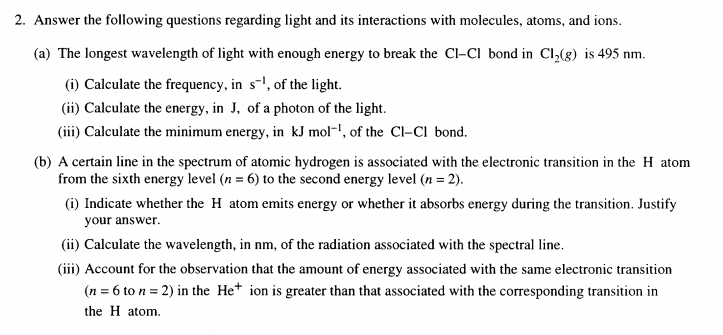 2. Answer the following questions regarding light and its interactions with molecules, atoms, and ions.
(a) The longest wavelength of light with enough energy to break the Cl–Cl bond in Cl₂(g) is 495 nm.
(i) Calculate the frequency, in s⁻¹, of the light.
(ii) Calculate the energy, in J, of a photon of the light.
(iii) Calculate the minimum energy, in kJ mol⁻¹, of the Cl–Cl bond.
(b) A certain line in the spectrum of atomic hydrogen is associated with the electronic transition in the H atom
from the sixth energy level (n = 6) to the second energy level (n = 2).
(i) Indicate whether the H atom emits energy or whether it absorbs energy during the transition. Justify
your answer.
(ii) Calculate the wavelength, in nm, of the radiation associated with the spectral line.
(iii) Account for the observation that the amount of energy associated with the same electronic transition
(n = 6 to n = 2) in the He⁺ ion is greater than that associated with the corresponding transition in
the H atom.